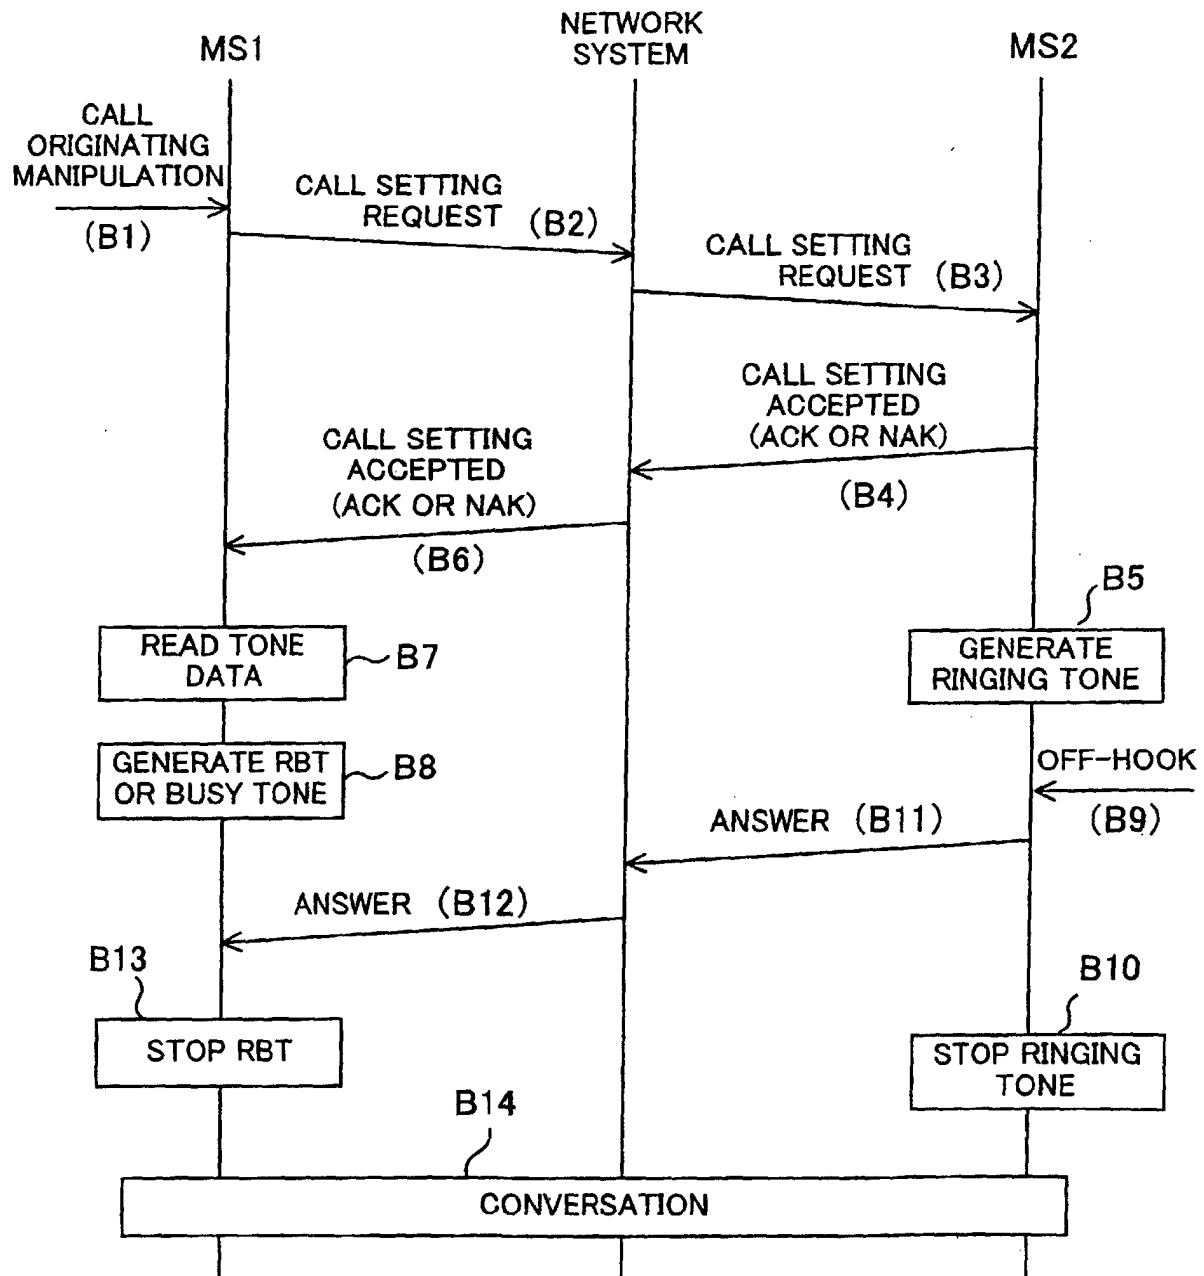 MS1
NETWORK
SYSTEM
MS2
CALL
ORIGINATING
MANIPULATION
(B1)
CALL SETTING
REQUEST (B2)
CALL SETTING
REQUEST (B3)
CALL SETTING
ACCEPTED
(ACK OR NAK)
(B4)
CALL SETTING
ACCEPTED
(ACK OR NAK)
(B6)
B5
READ TONE
DATA
B7
GENERATE
RINGING TONE
GENERATE RBT
OR BUSY TONE
B8
OFF-HOOK
(B9)
ANSWER (B11)
ANSWER (B12)
B13
B10
STOP RBT
STOP RINGING
TONE
B14
CONVERSATION